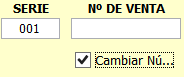 SERIE Nº DE VENTA
001
Cambiar Nú...